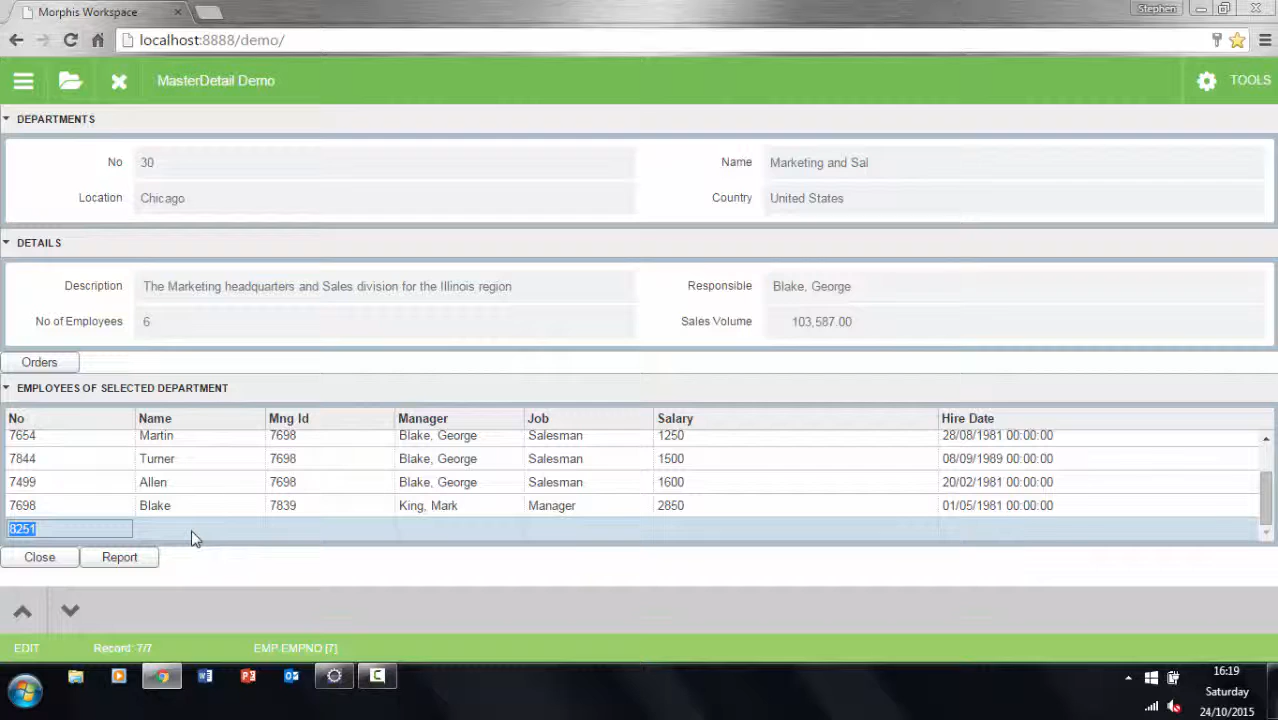 Morphis Workspace
Stephen
localhost:8888/demo/
MasterDetail Demo
TOOLS
DEPARTMENTS
No 30 Name Marketing and Sal
Location Chicago Country United States
DETAILS
Description The Marketing headquarters and Sales division for the Illinois region Responsible Blake, George
No of Employees 6 Sales Volume 103,587.00
Orders
EMPLOYEES OF SELECTED DEPARTMENT
No Name Mng Id Manager Job Salary Hire Date
7654 Martin 7698 Blake, George Salesman 1250 28/08/1981 00:00:00
7844 Turner 7698 Blake, George Salesman 1500 08/09/1989 00:00:00
7499 Allen 7698 Blake, George Salesman 1600 20/02/1981 00:00:00
7698 Blake 7839 King, Mark Manager 2850 01/05/1981 00:00:00
8251
Close Report
EDIT Record: 7/7 EMP.EMPNO [7]
16:19
Saturday
24/10/2015